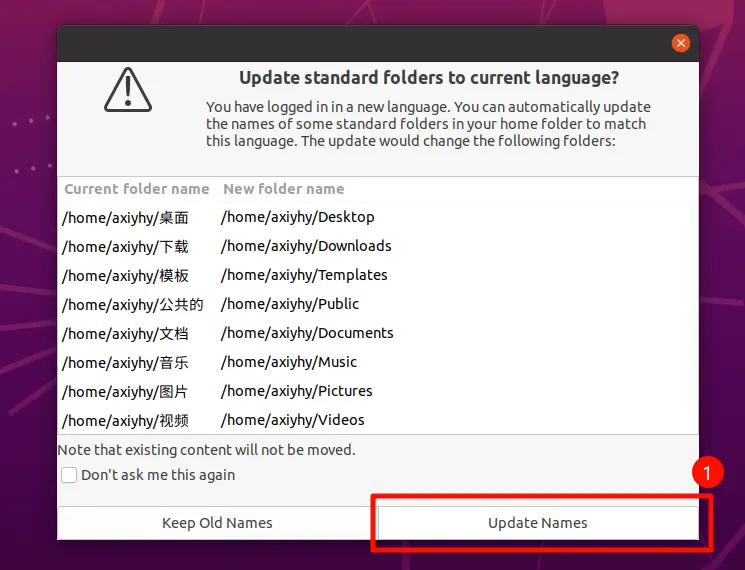 Update standard folders to current language?
You have logged in in a new language. You can automatically update
the names of some standard folders in your home folder to match
this language. The update would change the following folders:
Current folder name New folder name
/home/axiyhy/桌面 /home/axiyhy/Desktop
/home/axiyhy/下载 /home/axiyhy/Downloads
/home/axiyhy/模板 /home/axiyhy/Templates
/home/axiyhy/公共的 /home/axiyhy/Public
/home/axiyhy/文档 /home/axiyhy/Documents
/home/axiyhy/音乐 /home/axiyhy/Music
/home/axiyhy/图片 /home/axiyhy/Pictures
/home/axiyhy/视频 /home/axiyhy/Videos
Note that existing content will not be moved.
Don't ask me this again
1
Keep Old Names Update Names